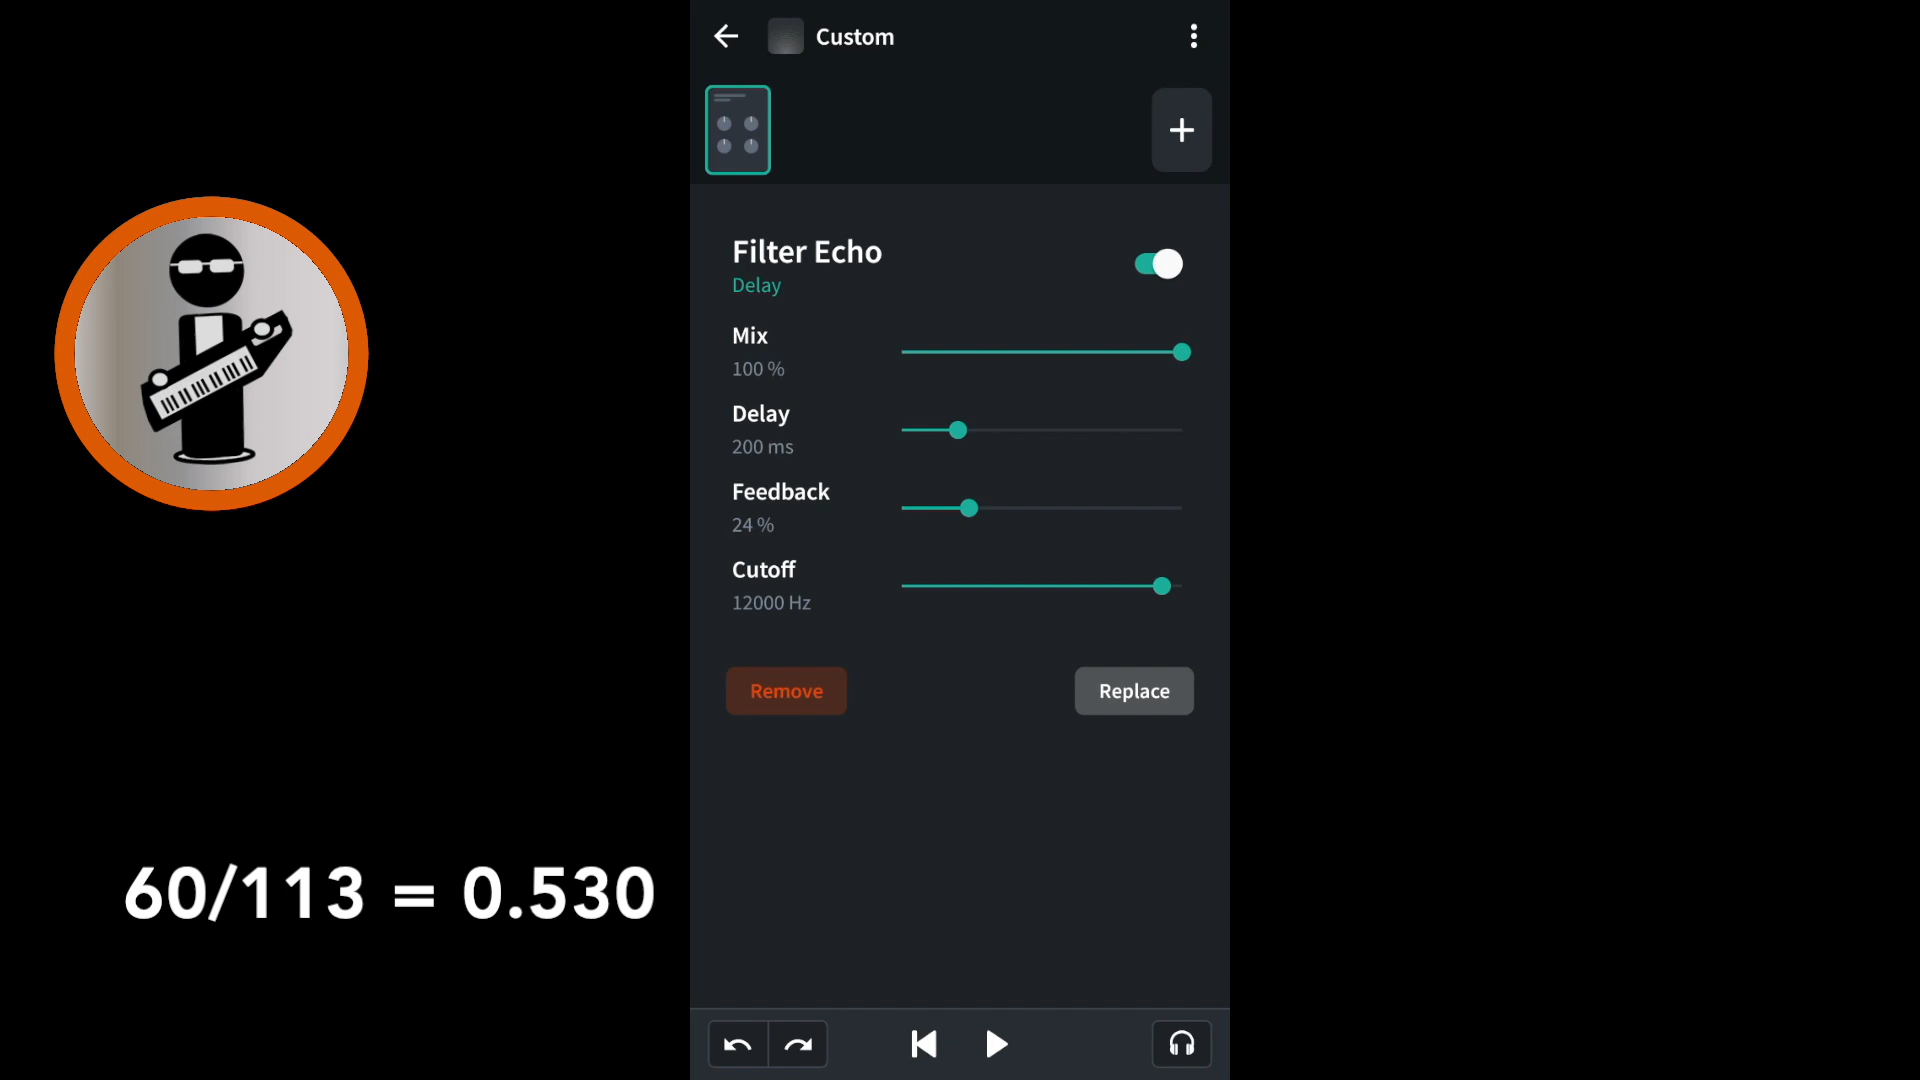 Custom
Filter Echo
Delay
Mix
100 %
Delay
200 ms
Feedback
24 %
Cutoff
12000 Hz
Remove
Replace
60/113 = 0.530